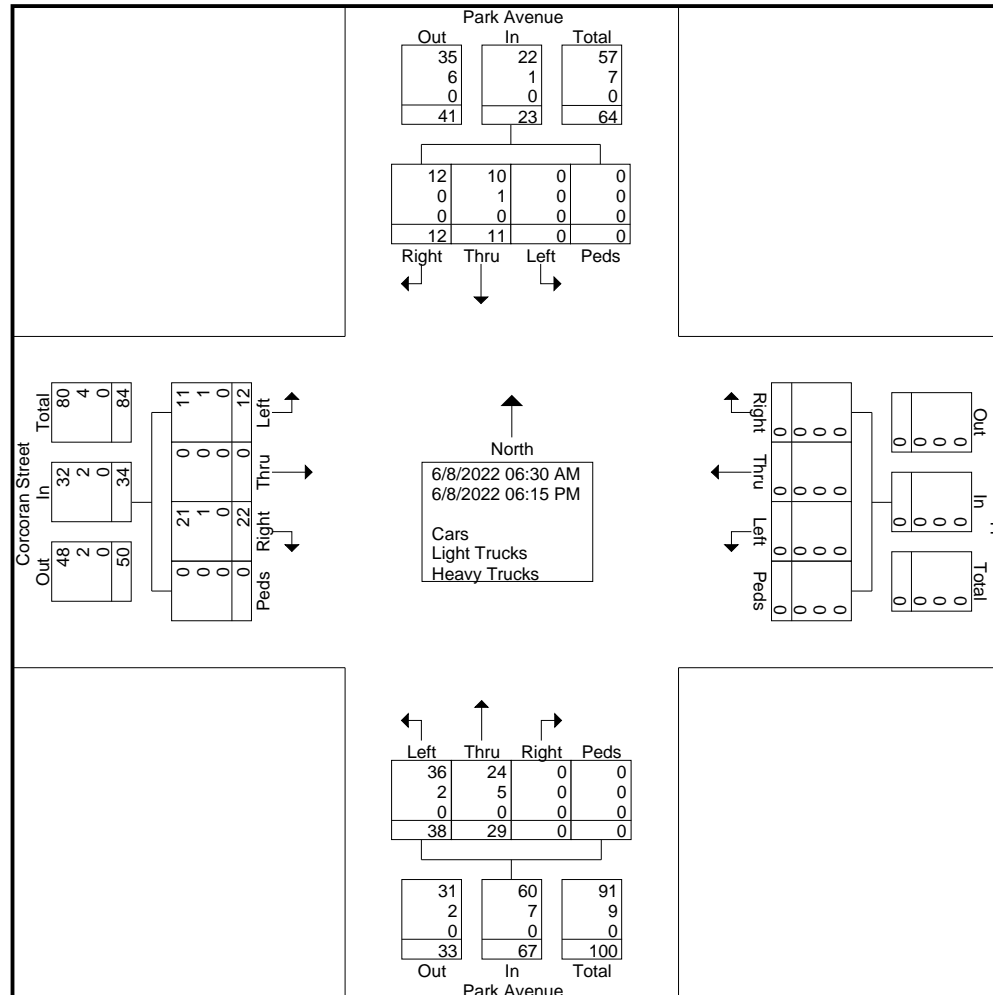 Park Avenue
Out In Total
35 22 57
6 1 7
0 0 0
41 23 64
12 10 0 0
0 1 0 0
0 0 0 0
12 11 0 0
Right Thru Left Peds
Corcoran Street
Total
80 4 0 84
In
32 2 0 34
Out
48 2 0 50
11 1 0 12
Left
0 0 0 0
Thru
21 1 0 22
Right
0 0 0 0
Peds
North
6/8/2022 06:30 AM
6/8/2022 06:15 PM
Cars
Light Trucks
Heavy Trucks
Right
0 0 0 0
Thru
0 0 0 0
Left
0 0 0 0
Peds
0 0 0 0
Out
0 0 0 0
In
0 0 0 0
Total
0 0 0 0
Left Thru Right Peds
36 24 0 0
2 5 0 0
0 0 0 0
38 29 0 0
31 60 91
2 7 9
0 0 0
33 67 100
Out In Total
Park Avenue